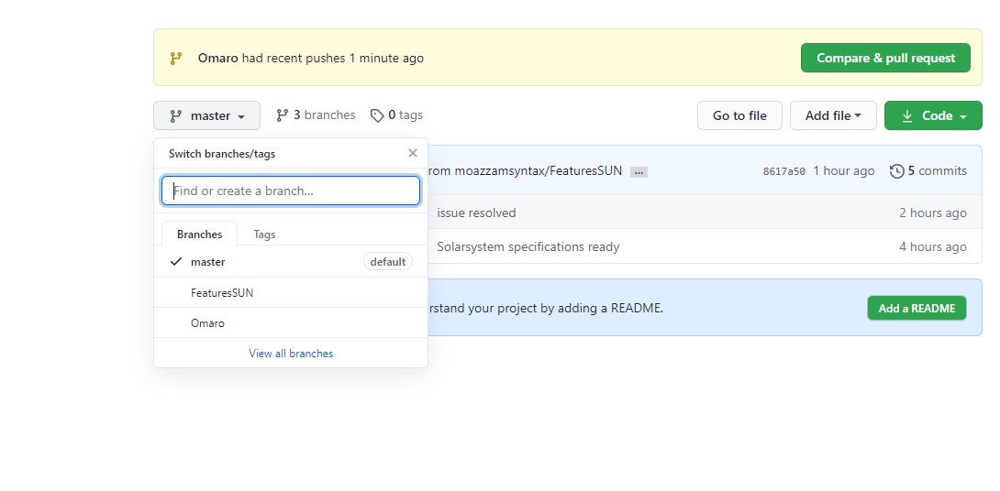 Omaro had recent pushes 1 minute ago
Compare & pull request
master
3 branches
0 tags
Go to file
Add file
Code
Switch branches/tags
Find or create a branch...
Branches
Tags
master
default
FeaturesSUN
Omaro
View all branches
rom moazzamsyntax/FeaturesSUN ...
8617a50 1 hour ago
5 commits
issue resolved
2 hours ago
Solarsystem specifications ready
4 hours ago
rstand your project by adding a README.
Add a README